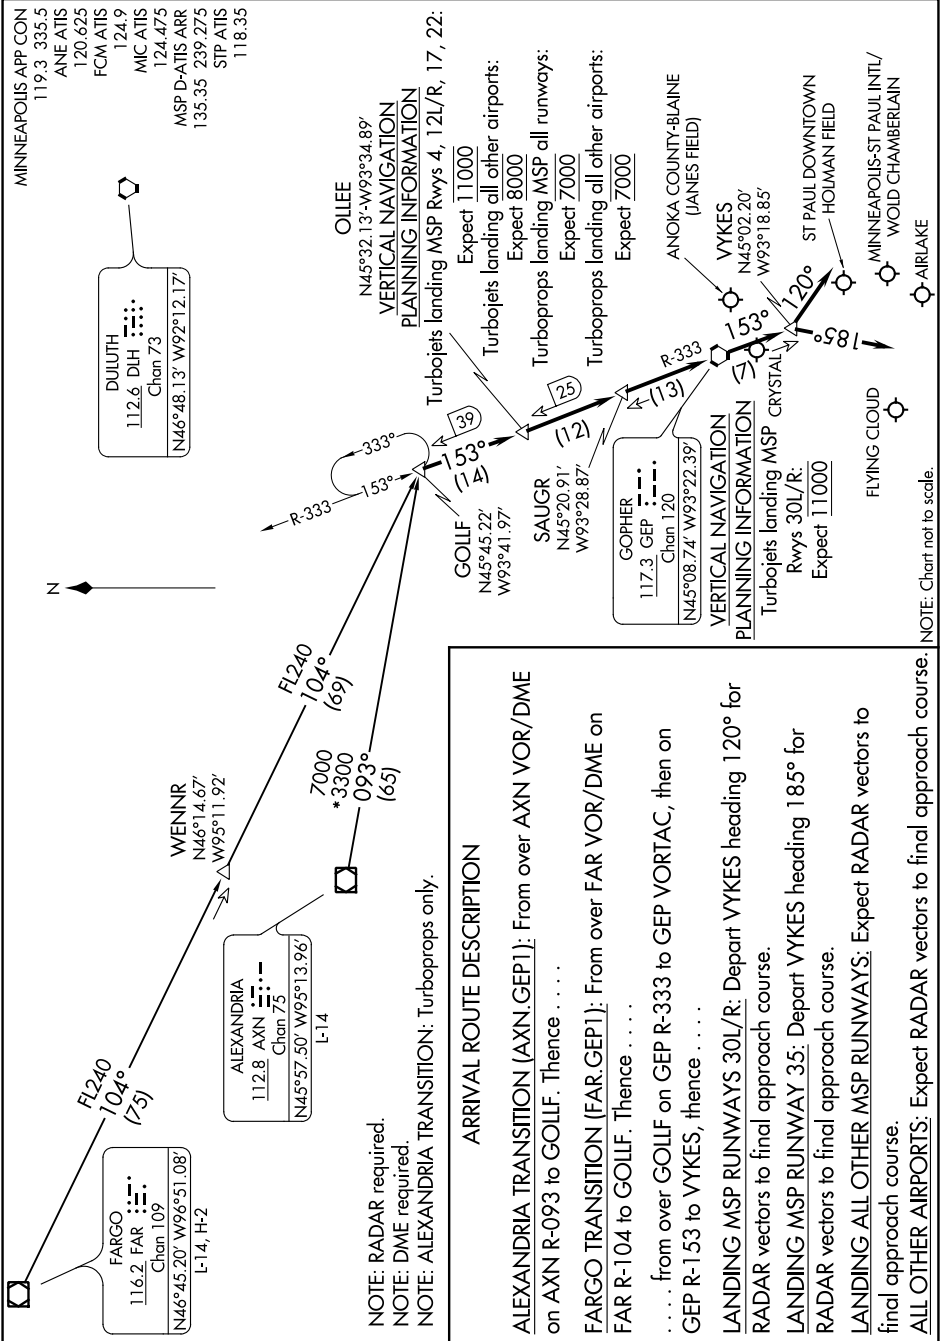 MINNEAPOLIS APP CON
119.3 335.5
ANE ATIS
120.625
FCM ATIS
124.9
MIC ATIS
124.475
MSP D-ATIS ARR
135.35 239.275
STP ATIS
118.35
DULUTH
112.6 DLH
Chan 73
N46°48.13' W92°12.17'
N
FARGO
116.2 FAR
Chan 109
N46°45.20' W96°51.08'
L-14, H-2
FL240
104°
(75)
WENNR
N46°14.67'
W95°11.92'
FL240
104°
(69)
ALEXANDRIA
112.8 AXN
Chan 75
N45°57.50' W95°13.96'
L-14
7000
*3300
093°
(65)
R-333
153°
333°
GOLLF
N45°45.22'
W93°41.97'
39
153°
(14)
OLLEE
N45°32.13'-W93°34.89'
VERTICAL NAVIGATION
PLANNING INFORMATION
Turbojets landing MSP Rwys 4, 12L/R, 17, 22:
Expect 11000
Turbojets landing all other airports:
Expect 8000
Turboprops landing MSP all runways:
Expect 7000
Turboprops landing all other airports:
Expect 7000
25
(12)
SAUGR
N45°20.91'
W93°28.87'
(13)
R-333
GOPHER
117.3 GEP
Chan 120
N45°08.74' W93°22.39'
153°
(7)
ANOKA COUNTY-BLAINE
(JANES FIELD)
VYKES
N45°02.20'
W93°18.85'
CRYSTAL
120°
185°
ST PAUL DOWNTOWN
HOLMAN FIELD
MINNEAPOLIS-ST PAUL INTL/
WOLD CHAMBERLAIN
AIRLAKE
FLYING CLOUD
VERTICAL NAVIGATION
PLANNING INFORMATION
Turbojets landing MSP
Rwys 30L/R:
Expect 11000
NOTE: Chart not to scale.
NOTE: RADAR required.
NOTE: DME required.
NOTE: ALEXANDRIA TRANSITION: Turboprops only.
ARRIVAL ROUTE DESCRIPTION
ALEXANDRIA TRANSITION (AXN.GEP1): From over AXN VOR/DME
on AXN R-093 to GOLLF. Thence . . . .
FARGO TRANSITION (FAR.GEP1): From over FAR VOR/DME on
FAR R-104 to GOLLF. Thence . . . .
. . . . from over GOLLF on GEP R-333 to GEP VORTAC, then on
GEP R-153 to VYKES, thence . . . .
LANDING MSP RUNWAYS 30L/R: Depart VYKES heading 120° for
RADAR vectors to final approach course.
LANDING MSP RUNWAY 35: Depart VYKES heading 185° for
RADAR vectors to final approach course.
LANDING ALL OTHER MSP RUNWAYS: Expect RADAR vectors to
final approach course.
ALL OTHER AIRPORTS: Expect RADAR vectors to final approach course.